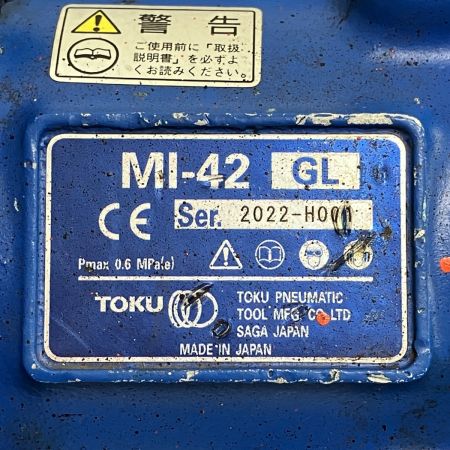 警告
ご使用前に「取扱
説明書」を必ずよ
くお読みください。
MI-42 GL
CE Ser. 2022-H001
Pmax 0.6 MPa(e)
TOKU
TOKU PNEUMATIC
TOOL MFG. CO., LTD
SAGA JAPAN
MADE IN JAPAN